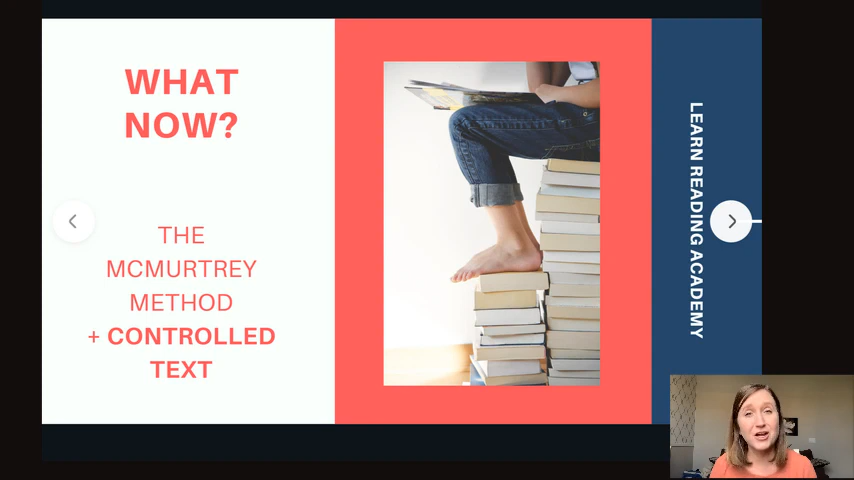 WHAT
NOW?
THE
MCMURTREY
METHOD
+ CONTROLLED
TEXT
LEARN READING ACADEMY